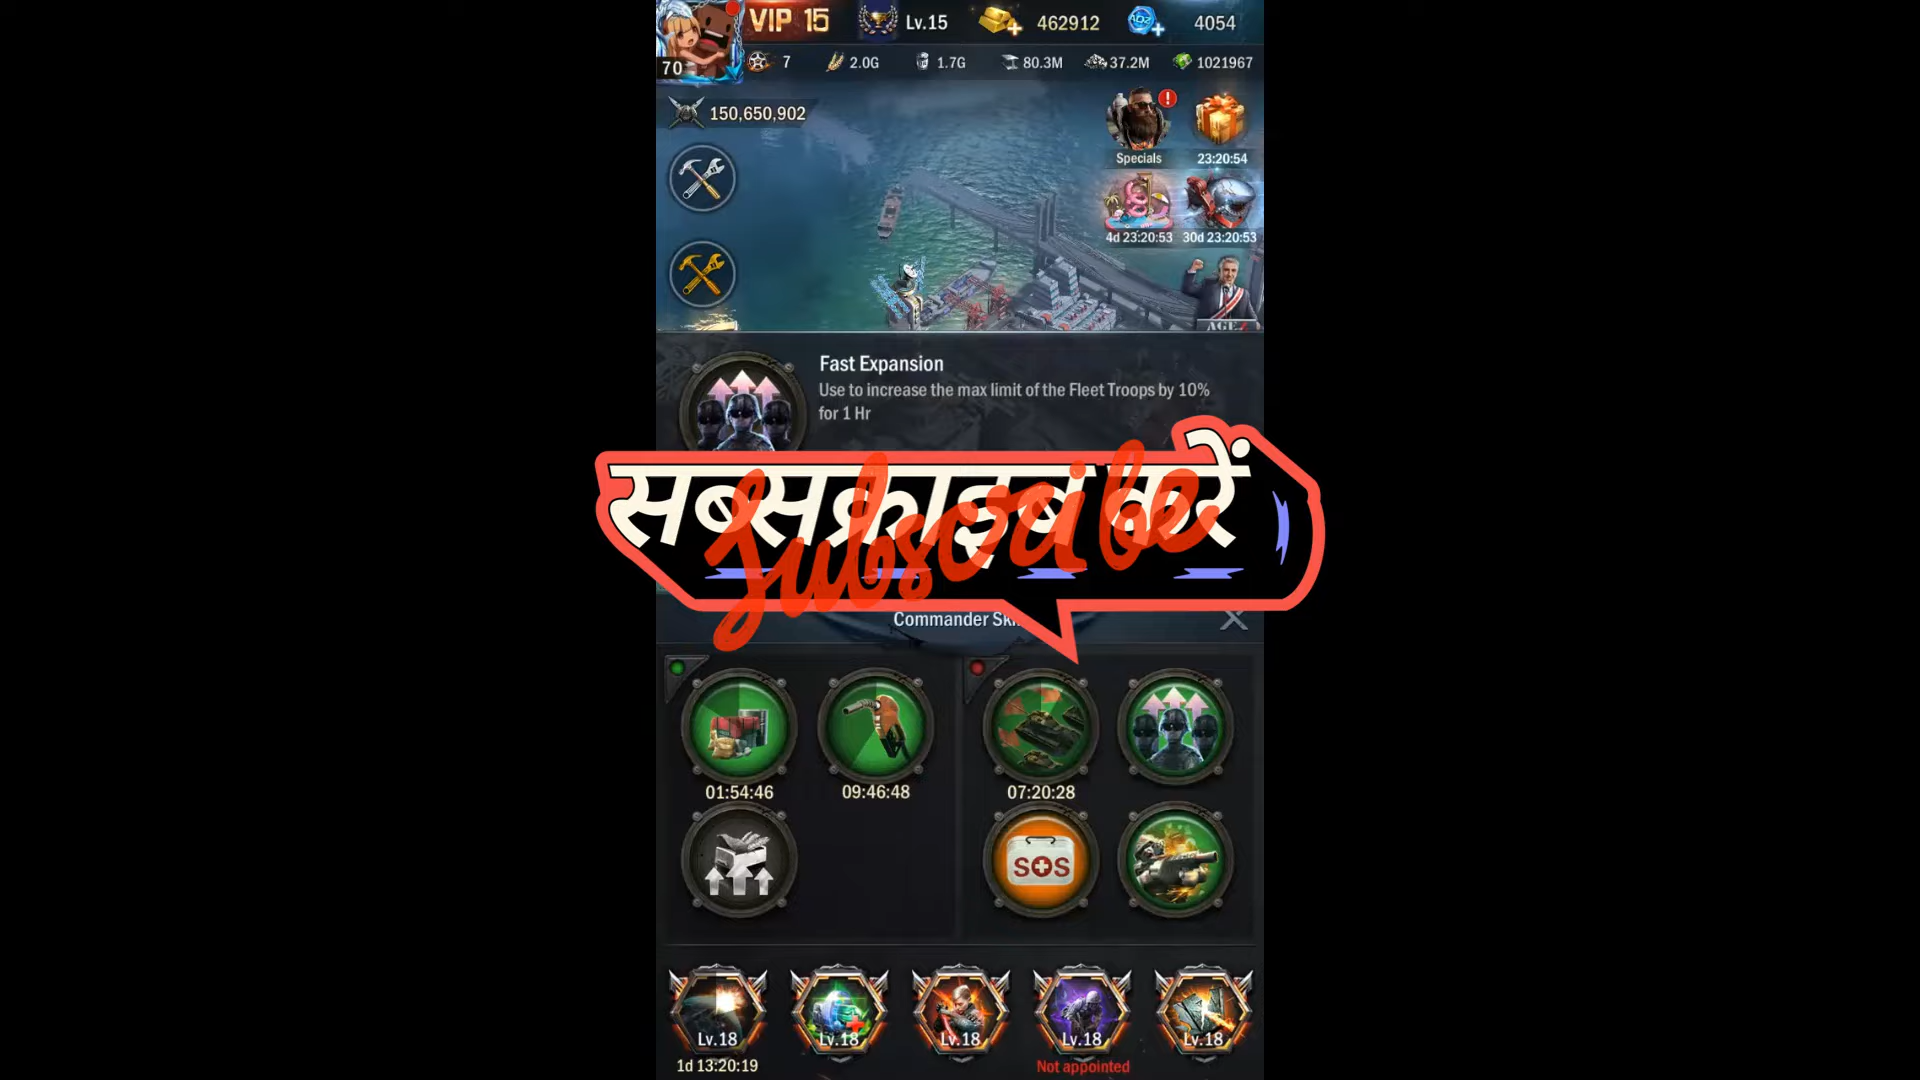 VIP 15 Lv.15 462912 4054
70 7 2.0G 1.7G 80.3M 37.2M 1021967
150,650,902
Specials 23:20:54
4d 23:20:53 30d 23:20:53
Fast Expansion
Use to increase the max limit of the Fleet Troops by 10%
for 1 Hr
सब्सक्राइब करें
Subscribe
Commander
01:54:46 09:46:48 07:20:28
SOS
Lv.18 Lv.18 Lv.18 Lv.18 Lv.18
1d 13:20:19 Not appointed